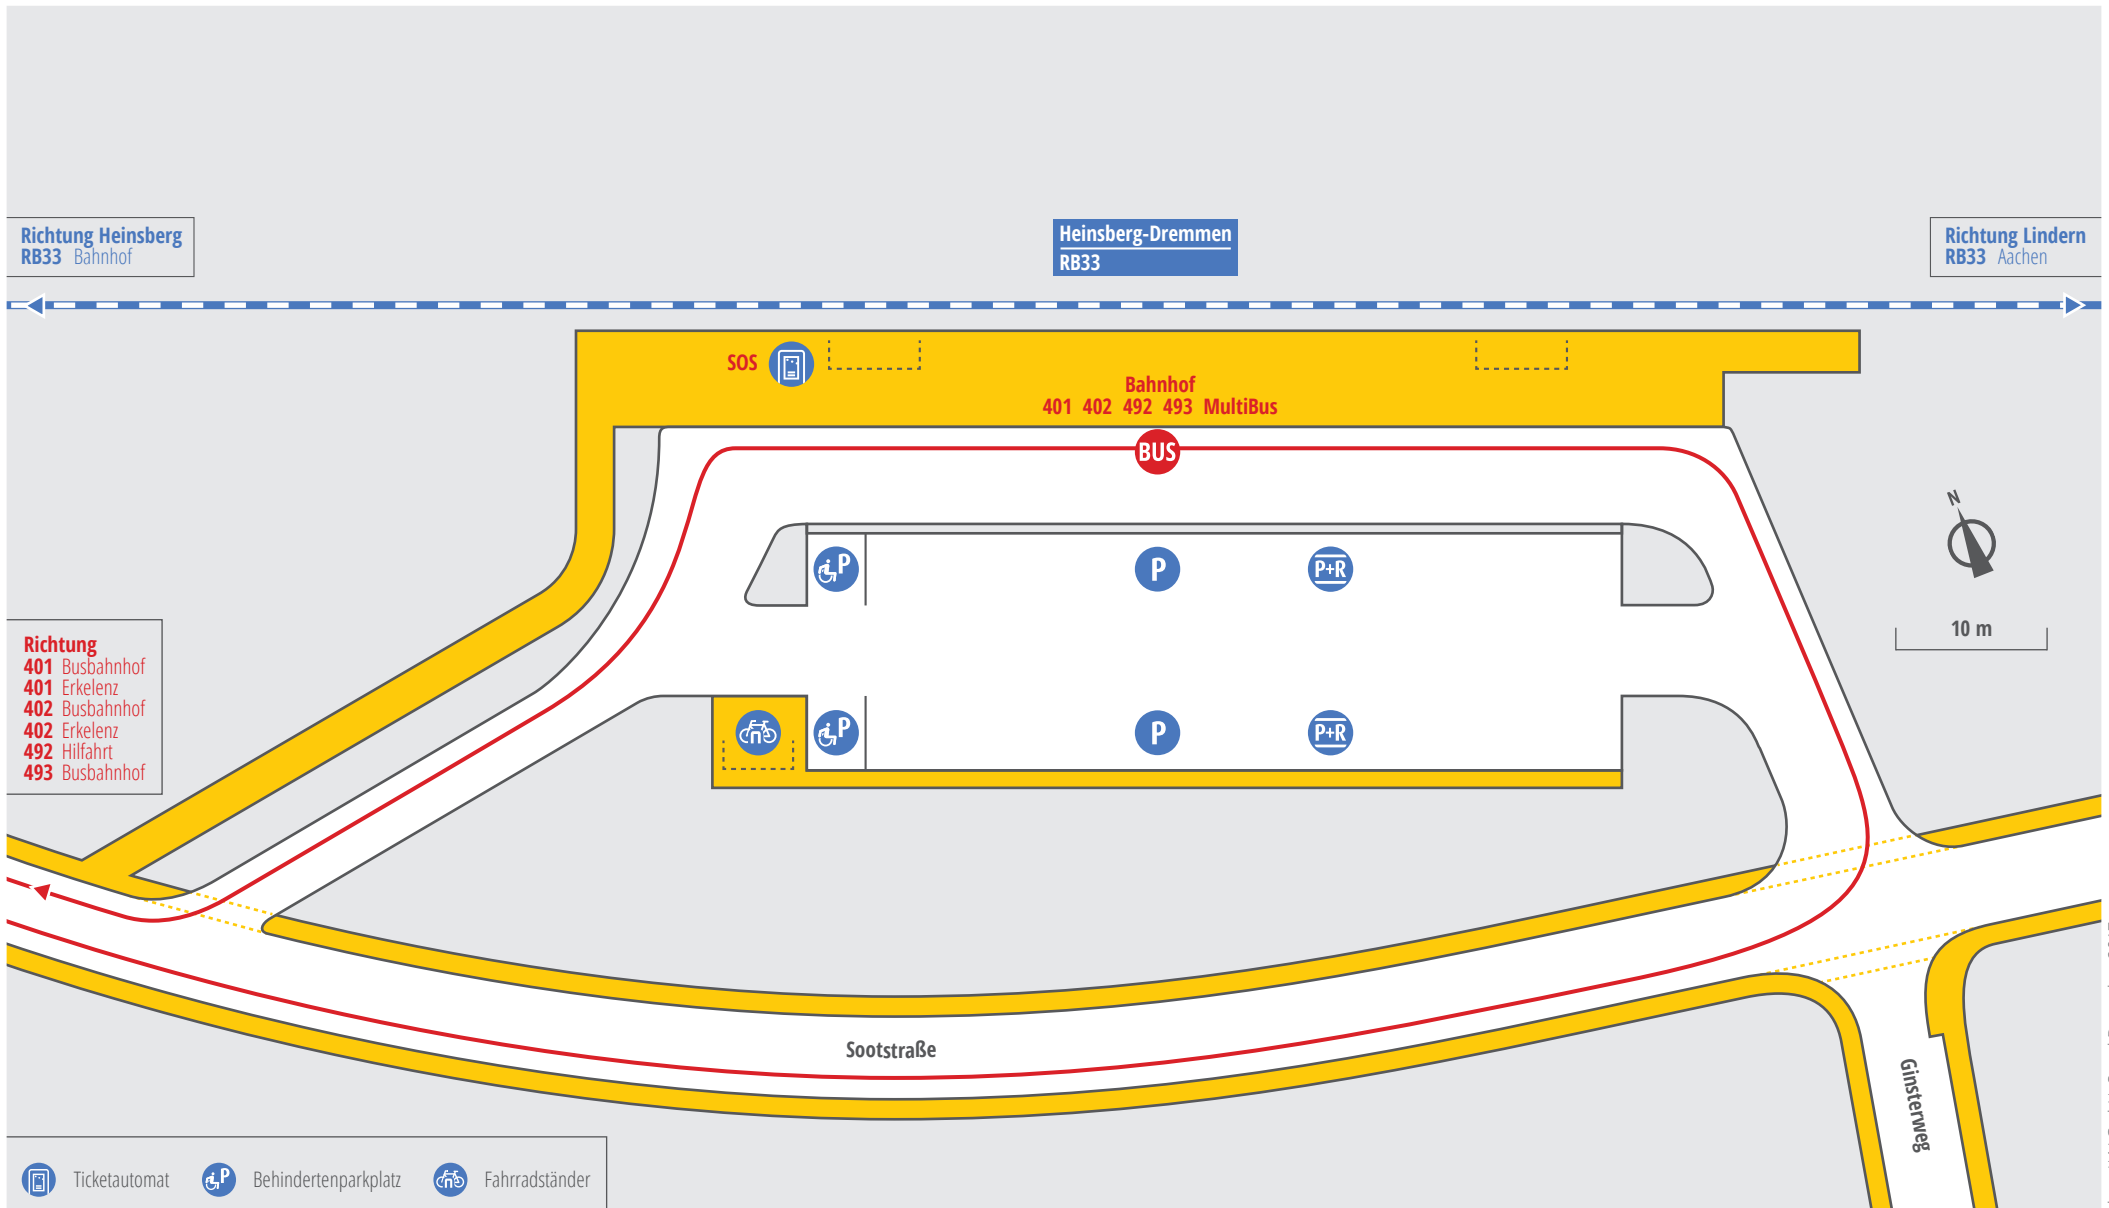 Richtung Heinsberg
RB33 Bahnhof
Heinsberg-Dremmen
RB33
Richtung Lindern
RB33 Aachen
SOS
Bahnhof
401 402 492 493 MultiBus
BUS
N
P
P
P+R
10 m
Richtung
401 Busbahnhof
401 Erkelenz
402 Busbahnhof
402 Erkelenz
492 Hilfahrt
493 Busbahnhof
P
P
P+R
Sootstraße
Ginsterweg
Ticketautomat
P
Behindertenparkplatz
Fahrradständer